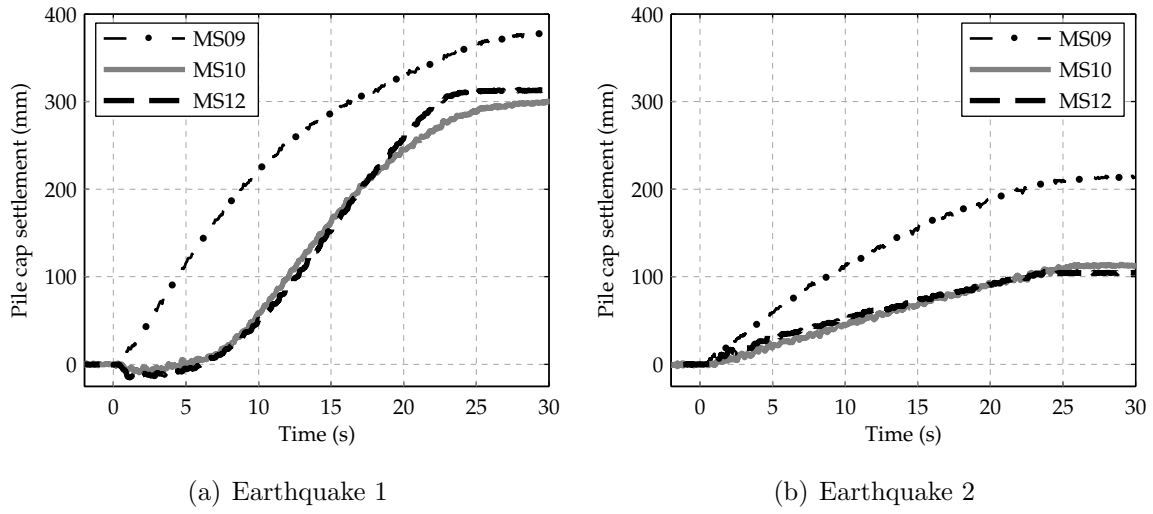 400
300
200
100
0
Pile cap settlement (mm)
MS09
MS10
MS12
0 5 10 15 20 25 30
Time (s)
(a) Earthquake 1
400
300
200
100
0
Pile cap settlement (mm)
MS09
MS10
MS12
0 5 10 15 20 25 30
Time (s)
(b) Earthquake 2